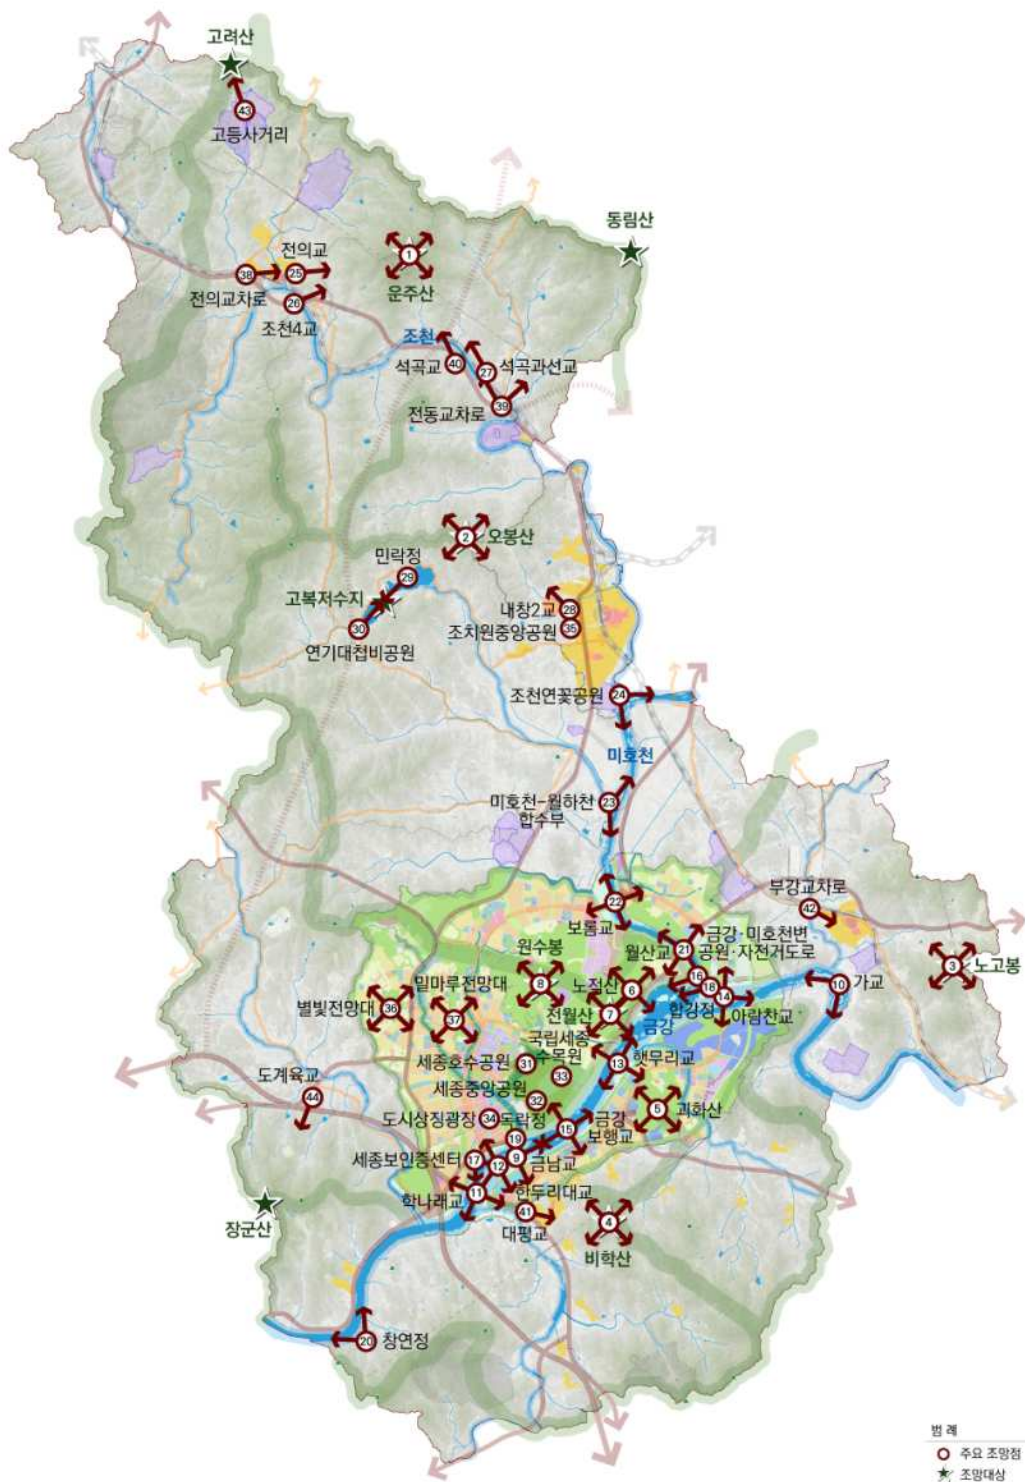 고려산
43
고등사거리
동림산
전의교
1
38
25
운주산
전의교차로
26
조천4교
조천
석곡교
40
27
석곡과선교
전동교차로
39
2
오봉산
민락정
29
고복저수지
내창2교
28
30
조치원중앙공원
35
연기대첩비공원
조천연꽃공원
24
미호천
미호천-월하천
합수부
23
부강교차로
42
22
보롬교
금강·미호천변
공원·자전거도로
월산교
21
원수봉
3
노고봉
밀마루전망대
8
노적산
6
16
18
14
10
가교
별빛전망대
36
37
전월산
7
합강정
아람찬교
금강
국립세종
수목원
세종호수공원
31
33
13
햇무리교
도계육교
44
세종중앙공원
32
5
괴화산
도시상징광장
34
도락정
금강
보행교
15
19
세종보인증센터
17
12
9
금남교
학나래교
11
한두리대교
41
대평교
4
비학산
장군산
20
창연정
범 례
주요 조망점
조망대상